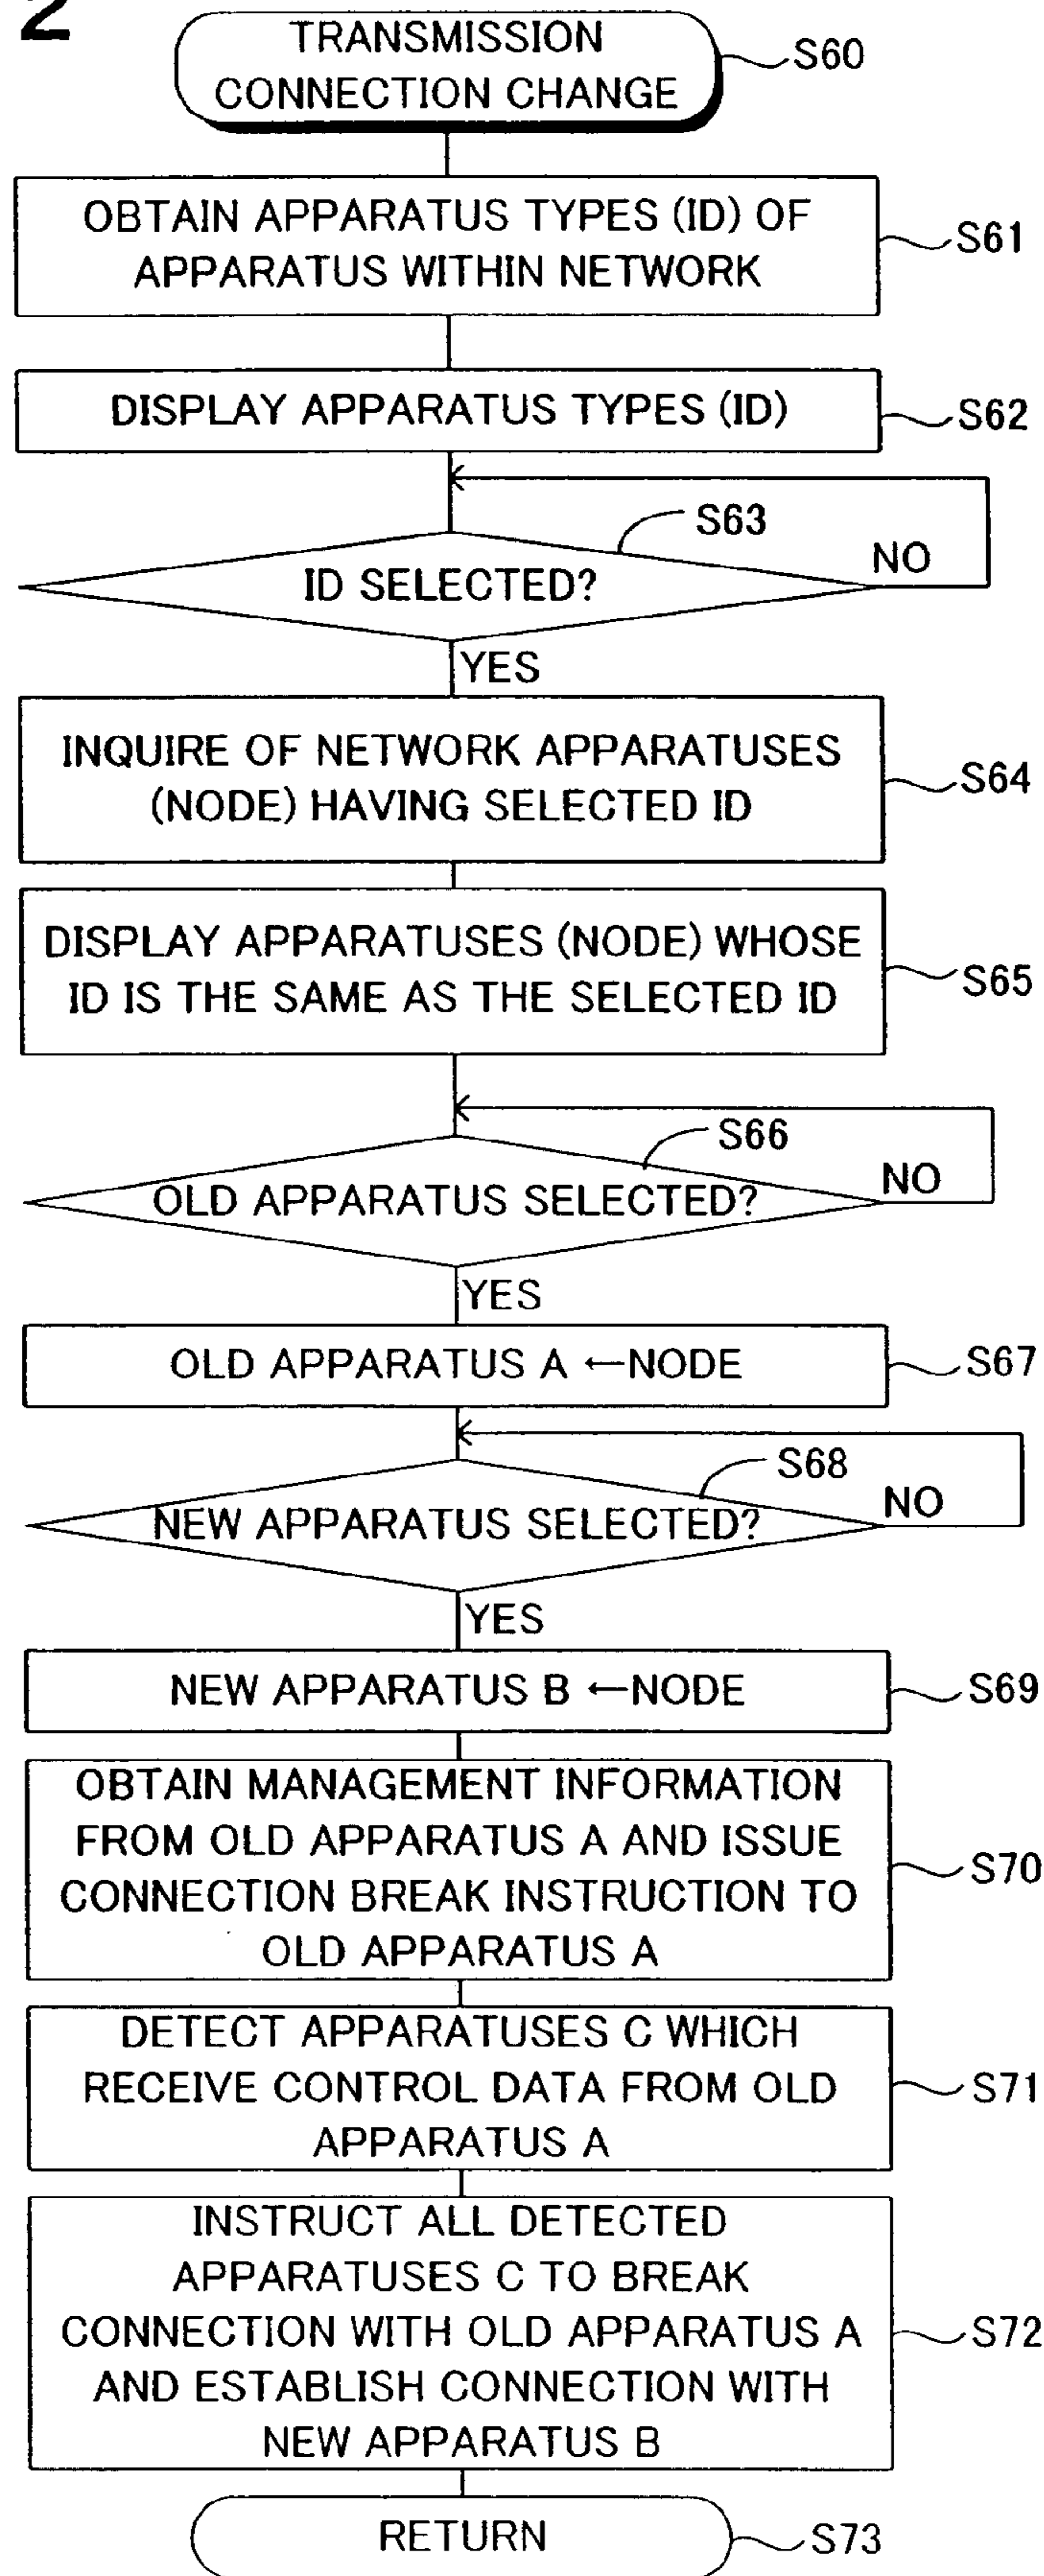 2
TRANSMISSION
CONNECTION CHANGE
S60
OBTAIN APPARATUS TYPES (ID) OF
APPARATUS WITHIN NETWORK
S61
DISPLAY APPARATUS TYPES (ID)
S62
S63
ID SELECTED?
NO
YES
INQUIRE OF NETWORK APPARATUSES
(NODE) HAVING SELECTED ID
S64
DISPLAY APPARATUSES (NODE) WHOSE
ID IS THE SAME AS THE SELECTED ID
S65
S66
OLD APPARATUS SELECTED?
NO
YES
OLD APPARATUS A ←NODE
S67
S68
NEW APPARATUS SELECTED?
NO
YES
NEW APPARATUS B ←NODE
S69
OBTAIN MANAGEMENT INFORMATION
FROM OLD APPARATUS A AND ISSUE
CONNECTION BREAK INSTRUCTION TO
OLD APPARATUS A
S70
DETECT APPARATUSES C WHICH
RECEIVE CONTROL DATA FROM OLD
APPARATUS A
S71
INSTRUCT ALL DETECTED
APPARATUSES C TO BREAK
CONNECTION WITH OLD APPARATUS A
AND ESTABLISH CONNECTION WITH
NEW APPARATUS B
S72
RETURN
S73